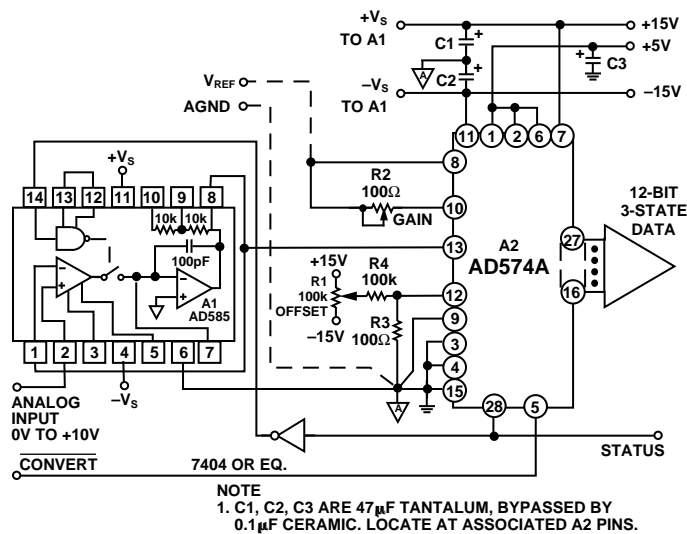 +VS
TO A1
+15V
C1
+
+5V
C3
+
A
C2
+
VREF
–VS
TO A1
–15V
AGND
11
1
2
6
7
8
+VS
R2
100Ω
GAIN
10
14
13
12
11
10
9
8
10k
10k
100pF
A1
AD585
13
A2
AD574A
12-BIT
3-STATE
DATA
27
16
+15V
R1
100k
OFFSET
–15V
R4
100k
12
R3
100Ω
9
3
4
15
1
2
3
4
5
6
7
–VS
A
28
5
ANALOG
INPUT
0V TO +10V
STATUS
CONVERT
7404 OR EQ.
NOTE
1. C1, C2, C3 ARE 47µF TANTALUM, BYPASSED BY
0.1µF CERAMIC. LOCATE AT ASSOCIATED A2 PINS.